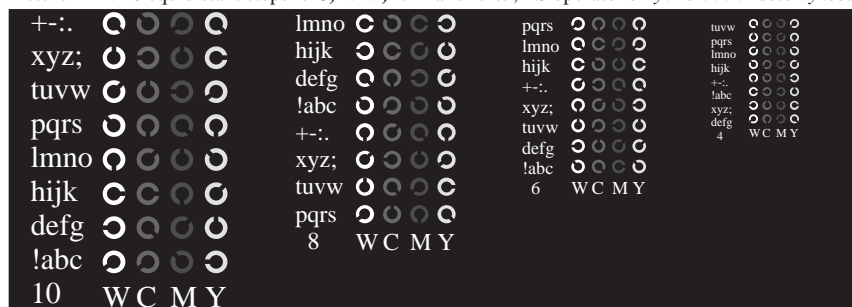 +-:.
xyz;
tuvw
pqrs
lmno
hijk
defg
!abc
10 W C M Y
lmno
hijk
defg
!abc
+-:.
xyz;
tuvw
pqrs
8 W C M Y
pqrs
lmno
hijk
+-:.
xyz;
tuvw
defg
!abc
6 W C M Y
tuvw
pqrs
lmno
hijk
+-:.
!abc
xyz;
defg
4 W C M Y